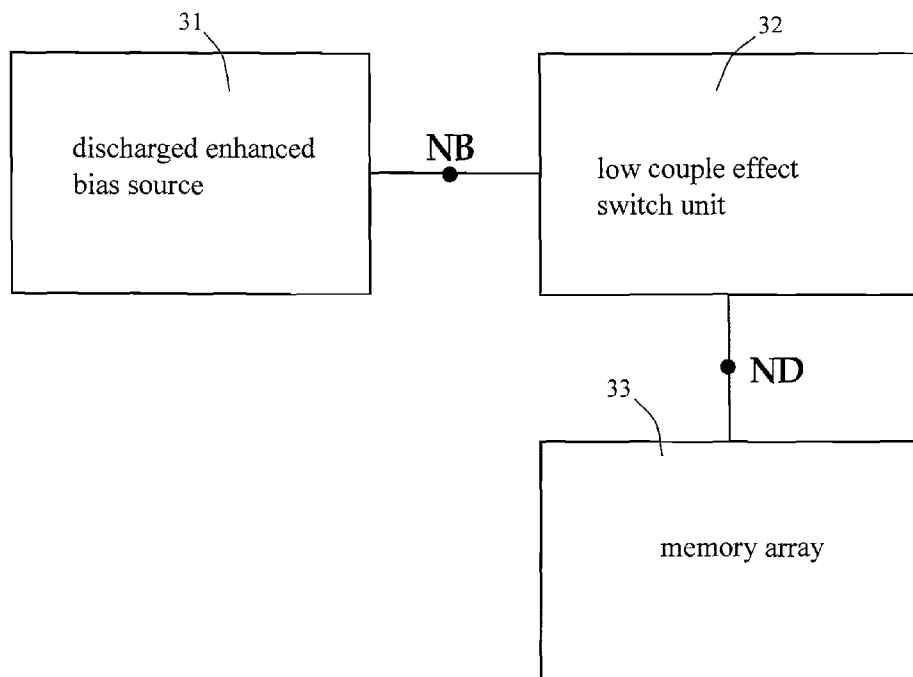 31
32
discharged enhanced
bias source
NB
low couple effect
switch unit
ND
33
memory array